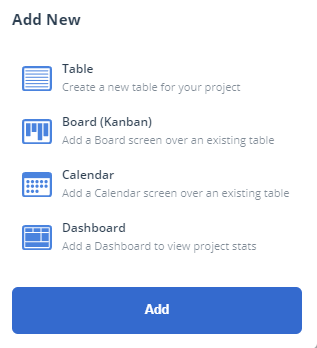 Add New
Table
Create a new table for your project
Board (Kanban)
Add a Board screen over an existing table
Calendar
Add a Calendar screen over an existing table
Dashboard
Add a Dashboard to view project stats
Add